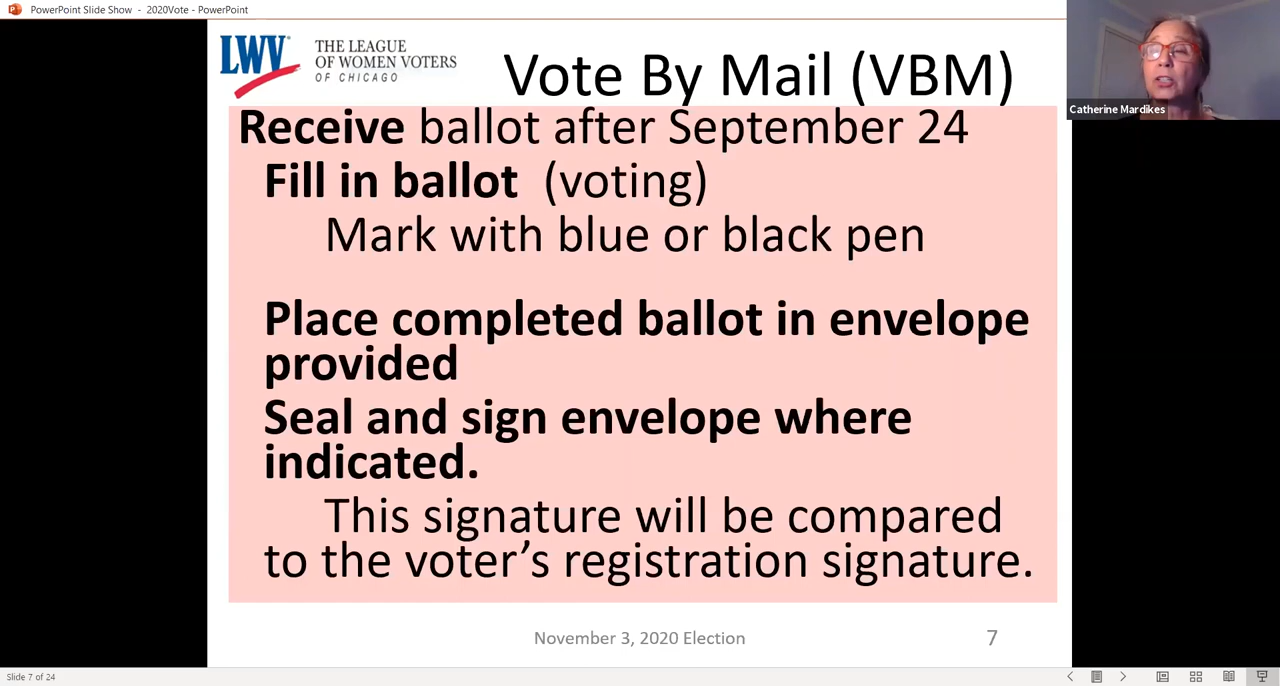 PowerPoint Slide Show - 2020Vote - PowerPoint
LWV
THE LEAGUE
OF WOMEN VOTERS
OF CHICAGO
Vote By Mail (VBM)
Catherine Mardikes
Receive ballot after September 24
Fill in ballot (voting)
Mark with blue or black pen
Place completed ballot in envelope
provided
Seal and sign envelope where
indicated.
This signature will be compared
to the voter’s registration signature.
November 3, 2020 Election
7
Slide 7 of 24